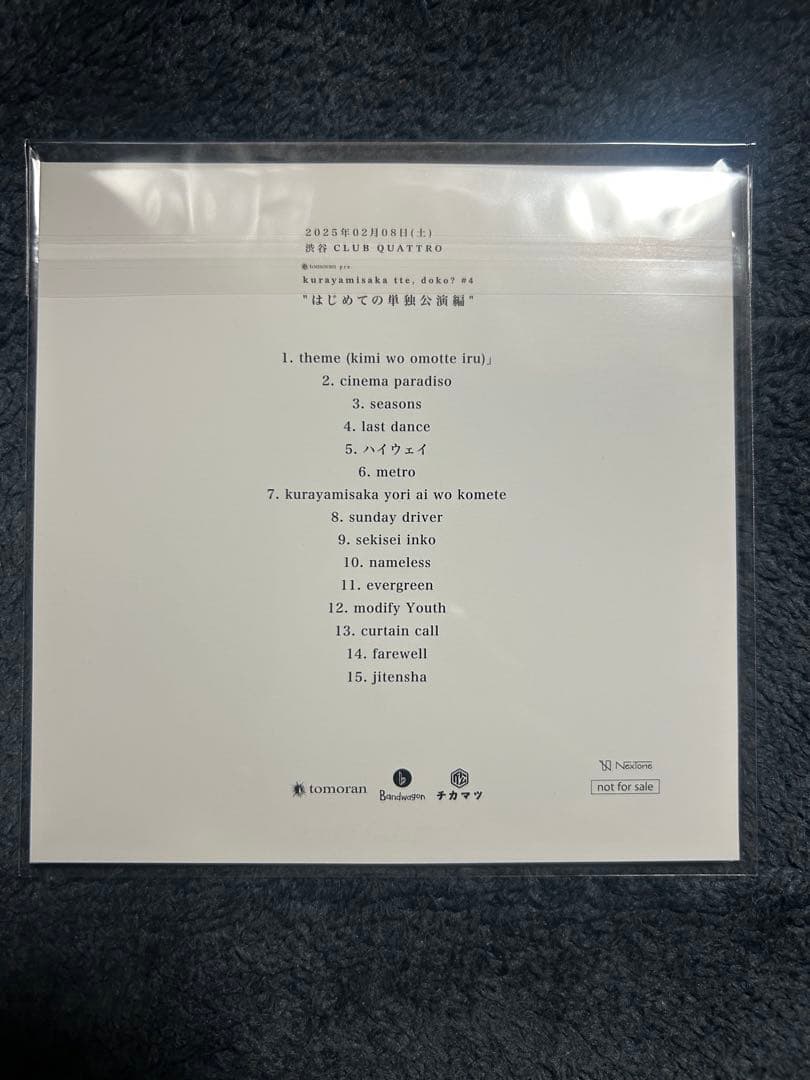 2025年02月08日(土)
渋谷 CLUB QUATTRO
tomoran pre.
kurayamisaka tte, doko? #4
"はじめての単独公演編"
1. theme (kimi wo omotte iru)」
2. cinema paradiso
3. seasons
4. last dance
5. ハイウェイ
6. metro
7. kurayamisaka yori ai wo komete
8. sunday driver
9. sekisei inko
10. nameless
11. evergreen
12. modify Youth
13. curtain call
14. farewell
15. jitensha
tomoran
Bandwagon
チカマツ
NexTone
not for sale